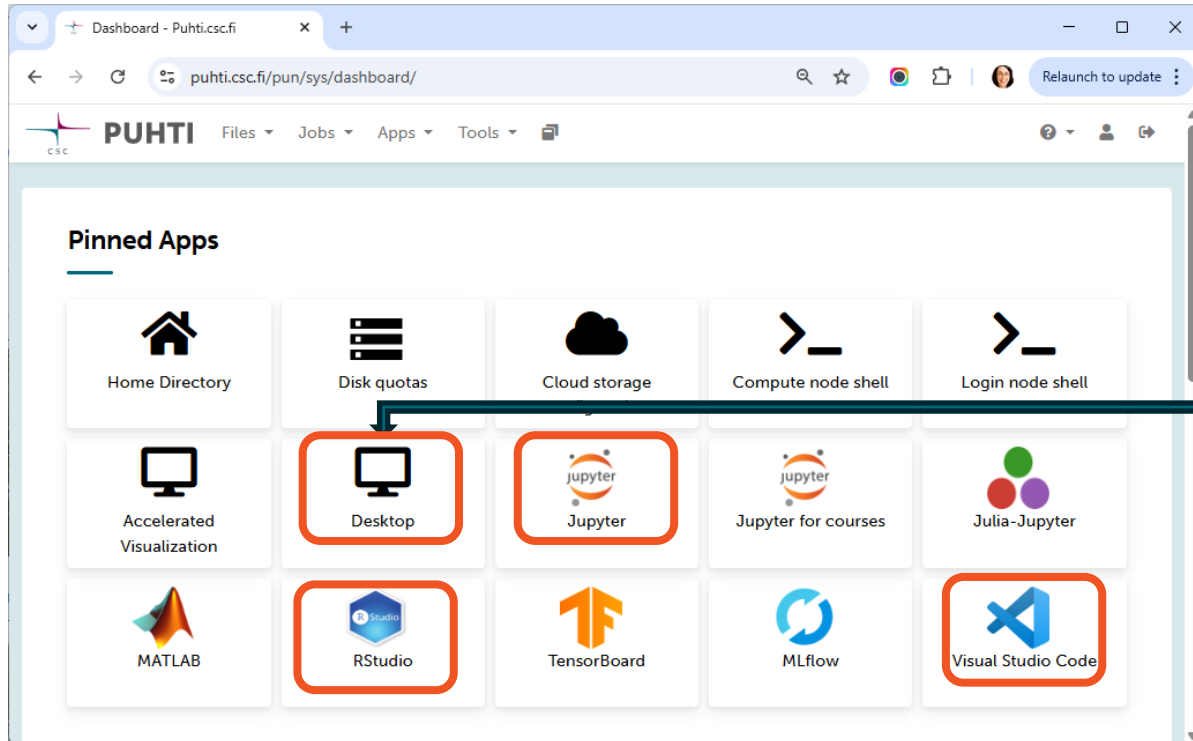 Dashboard - Puhti.csc.fi
puhti.csc.fi/pun/sys/dashboard/
Relaunch to update
csc
PUHTI
Files
Jobs
Apps
Tools
Pinned Apps
Home Directory
Disk quotas
Cloud storage
Compute node shell
Login node shell
Accelerated
Visualization
Desktop
jupyter
Jupyter
jupyter
Jupyter for courses
Julia-Jupyter
MATLAB
R Studio
RStudio
TensorBoard
MLflow
Visual Studio Code